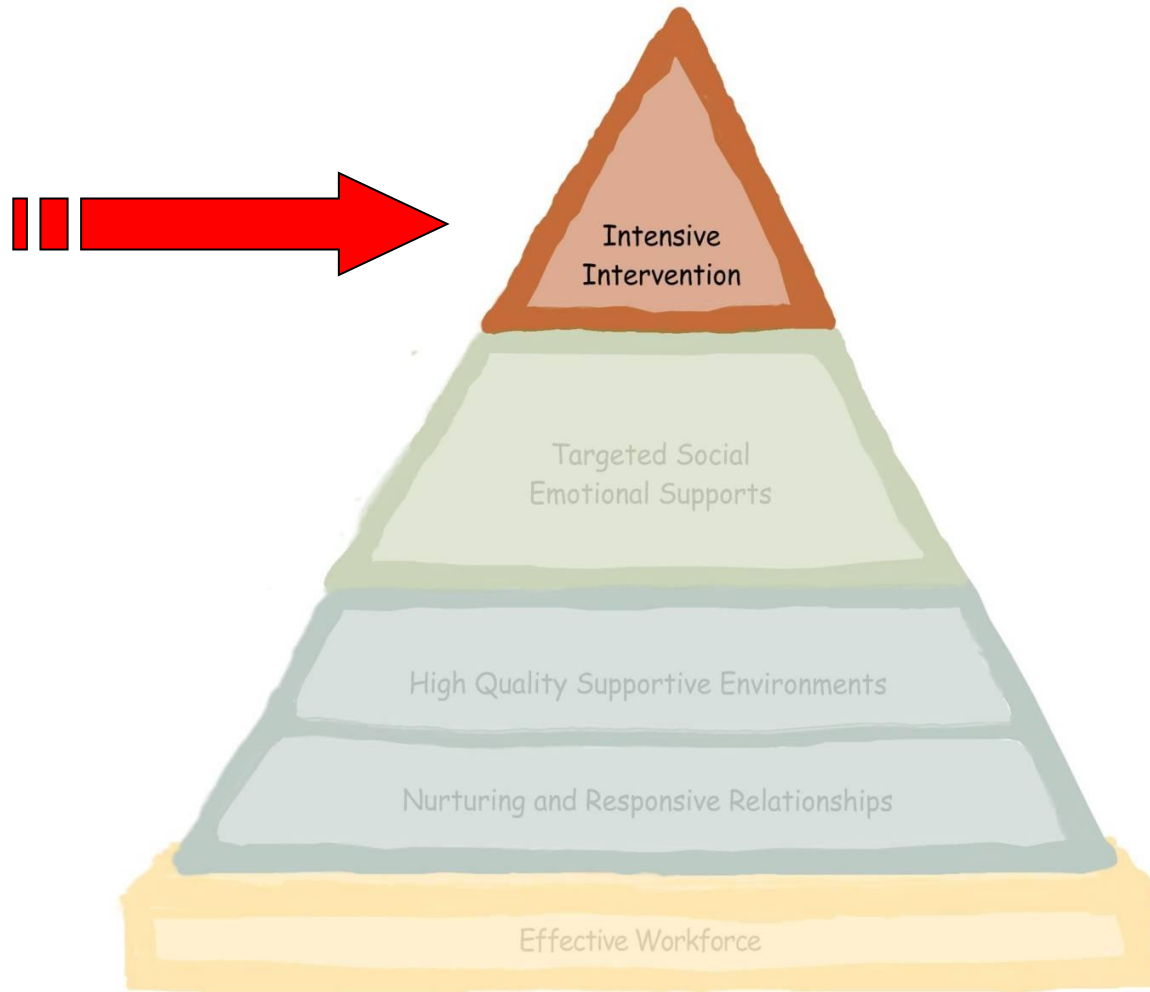 Intensive
Intervention
Targeted Social
Emotional Supports
High Quality Supportive Environments
Nurturing and Responsive Relationships
Effective Workforce